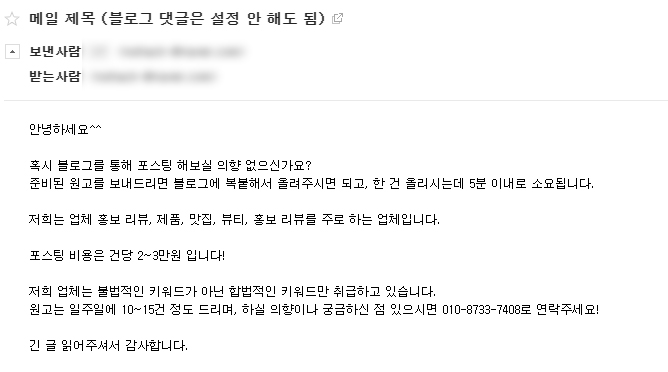 메일 제목 (블로그 댓글은 설정 안 해도 됨)
보낸사람
받는사람
안녕하세요^^
혹시 블로그를 통해 포스팅 해보실 의향 없으신가요?
준비된 원고를 보내드리면 블로그에 복붙해서 올려주시면 되고, 한 건 올리시는데 5분 이내로 소요됩니다.
저희는 업체 홍보 리뷰, 제품, 맛집, 뷰티, 홍보 리뷰를 주로 하는 업체입니다.
포스팅 비용은 건당 2~3만원 입니다!
저희 업체는 불법적인 키워드가 아닌 합법적인 키워드만 취급하고 있습니다.
원고는 일주일에 10~15건 정도 드리며, 하실 의향이나 궁금하신 점 있으시면 010-8733-7408로 연락주세요!
긴 글 읽어주셔서 감사합니다.